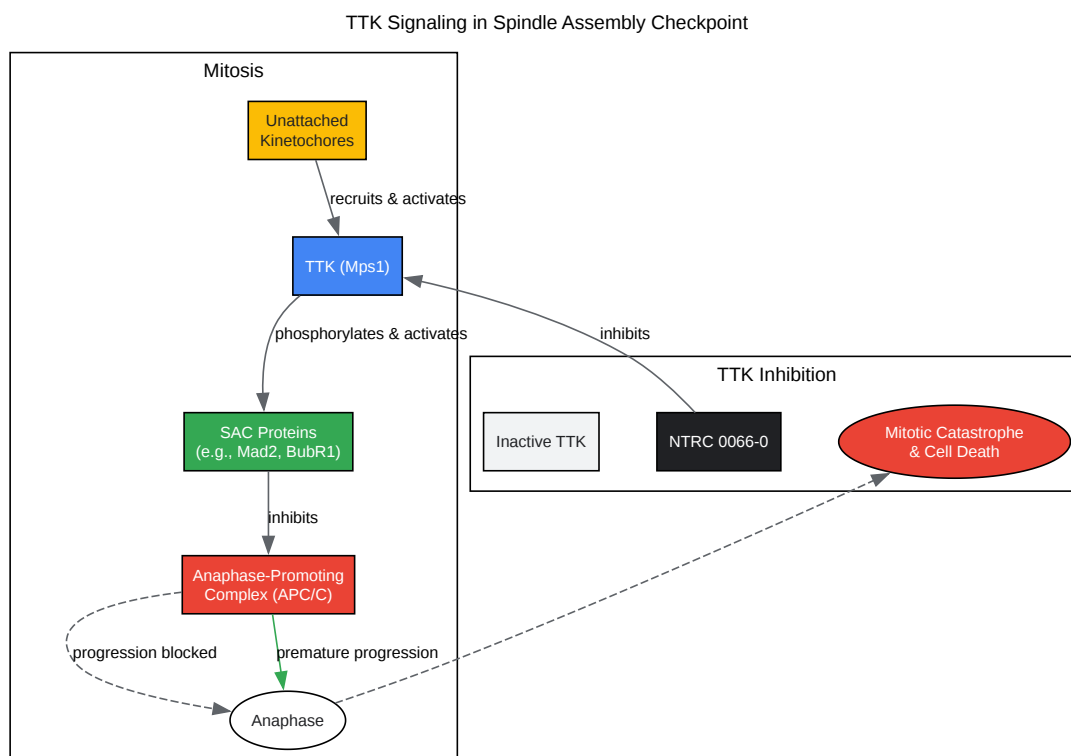 TTK Signaling in Spindle Assembly Checkpoint
Mitosis
Unattached
Kinetochores
recruits & activates
TTK (Mps1)
phosphorylates & activates
inhibits
TTK Inhibition
Inactive TTK
NTRC 0066-0
Mitotic Catastrophe
& Cell Death
SAC Proteins
(e.g., Mad2, BubR1)
inhibits
Anaphase-Promoting
Complex (APC/C)
progression blocked
premature progression
Anaphase